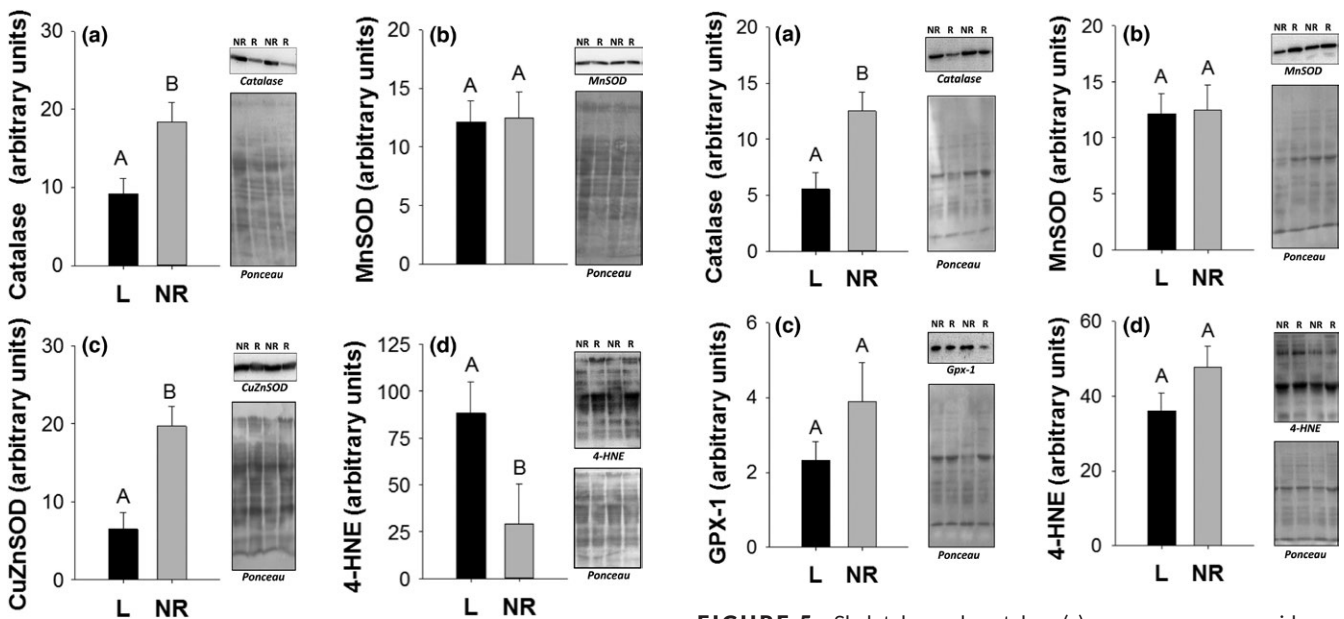 (a)
Catalase (arbitrary units)
30
20
10
0
A
B
L NR
NR R NR R
Catalase
Ponceau
(b)
MnSOD (arbitrary units)
20
15
10
5
0
A
A
NR R NR R
MnSOD
Ponceau
(c)
CuZnSOD (arbitrary units)
30
20
10
0
A
B
L NR
NR R NR R
CuZnSOD
Ponceau
(d)
4-HNE (arbitrary units)
125
100
75
50
25
0
A
B
L NR
NR R NR R
4-HNE
Ponceau
(a)
Catalase (arbitrary units)
20
15
10
5
0
A
B
NR R NR R
Catalase
Ponceau
(b)
MnSOD (arbitrary units)
20
15
10
5
0
A
A
NR R NR R
MnSOD
Ponceau
(c)
GPX-1 (arbitrary units)
6
4
2
0
A
A
L NR
NR R NR R
Gpx-1
Ponceau
(d)
4-HNE (arbitrary units)
60
40
20
0
A
A
L NR
NR R NR R
4-HNE
Ponceau
FIGURE 5